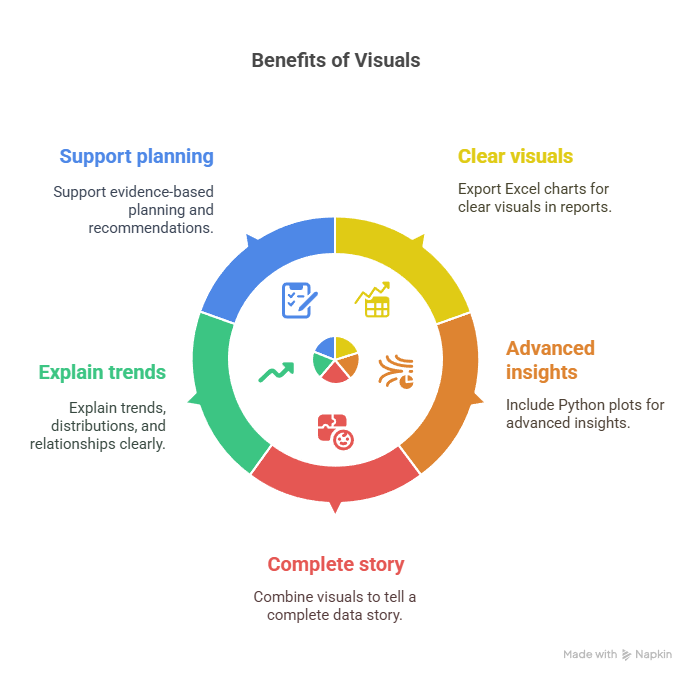 Benefits of Visuals
Support planning
Support evidence-based
planning and
recommendations.
Clear visuals
Export Excel charts for
clear visuals in reports.
Advanced
insights
Include Python plots for
advanced insights.
Explain trends
Explain trends,
distributions, and
relationships clearly.
Complete story
Combine visuals to tell a
complete data story.
Made with Napkin